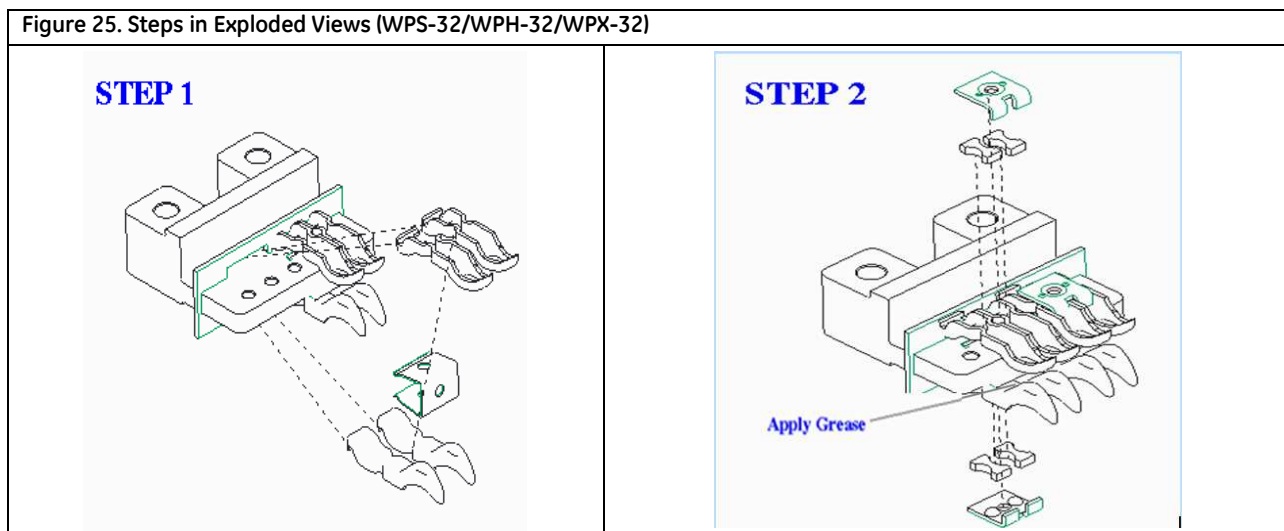 Figure 25. Steps in Exploded Views (WPS-32/WPH-32/WPX-32)
STEP 1
STEP 2
Apply Grease